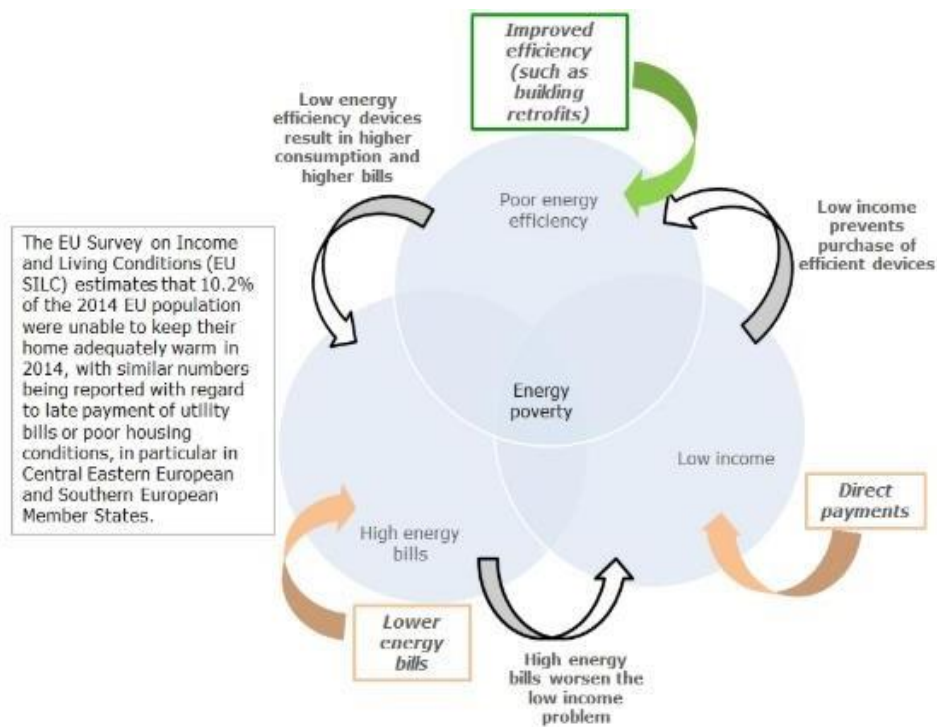 Improved
efficiency
(such as
building
retrofits)
Low energy
efficiency devices
result in higher
consumption and
higher bills
Poor energy
efficiency
Low income
prevents
purchase of
efficient devices
The EU Survey on Income
and Living Conditions (EU
SILC) estimates that 10.2%
of the 2014 EU population
were unable to keep their
home adequately warm in
2014, with similar numbers
being reported with regard
to late payment of utility
bills or poor housing
conditions, in particular in
Central Eastern European
and Southern European
Member States.
Energy
poverty
Low income
Direct
payments
High energy
bills
Lower
energy
bills
High energy
bills worsen the
low income
problem